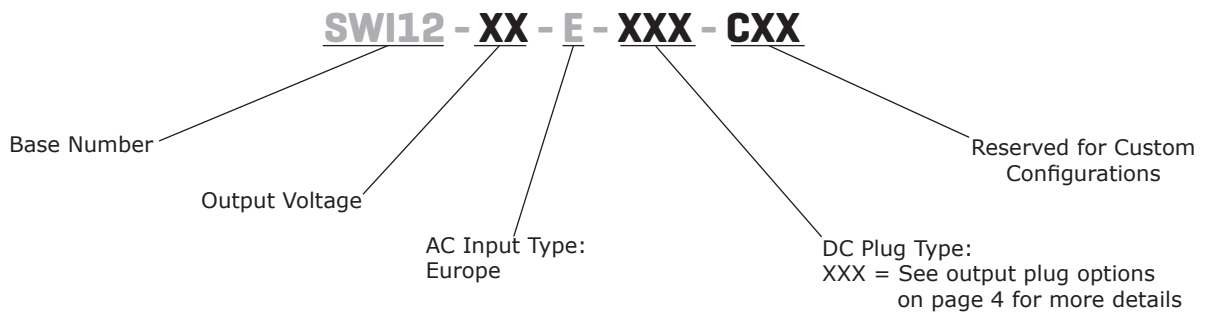 SWI12 - XX - E - XXX - CXX
Base Number
Reserved for Custom
Configurations
Output Voltage
AC Input Type:
Europe
DC Plug Type:
XXX = See output plug options
on page 4 for more details